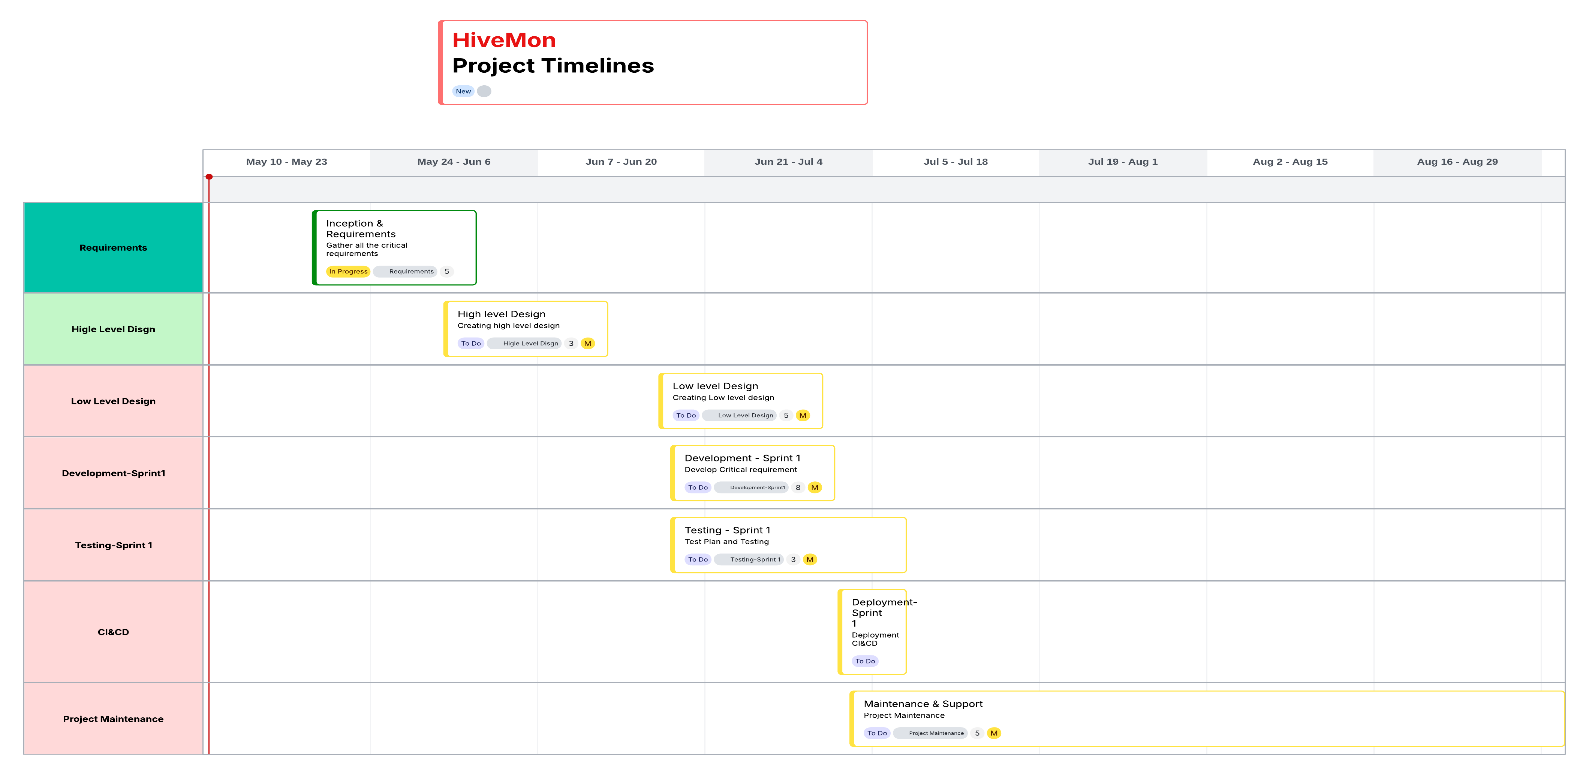 HiveMon
Project Timelines
New
May 10 - May 23
May 24 - Jun 6
Jun 7 - Jun 20
Jun 21 - Jul 4
Jul 5 - Jul 18
Jul 19 - Aug 1
Aug 2 - Aug 15
Aug 16 - Aug 29
Requirements
Inception &
Requirements
Gather all the critical
requirements
In Progress Requirements 5
Higle Level Disgn
High level Design
Creating high level design
To Do Higle Level Disgn 3 M
Low Level Design
Low level Design
Creating Low level design
To Do Low Level Design 5 M
Development-Sprint1
Development - Sprint 1
Develop Critical requirement
To Do Development-Sprint1 8 M
Testing-Sprint 1
Testing - Sprint 1
Test Plan and Testing
To Do Testing-Sprint 1 3 M
CI&CD
Deployment-
Sprint
1
Deployment
CI&CD
To Do
Project Maintenance
Maintenance & Support
Project Maintenance
To Do Project Maintenance 5 M